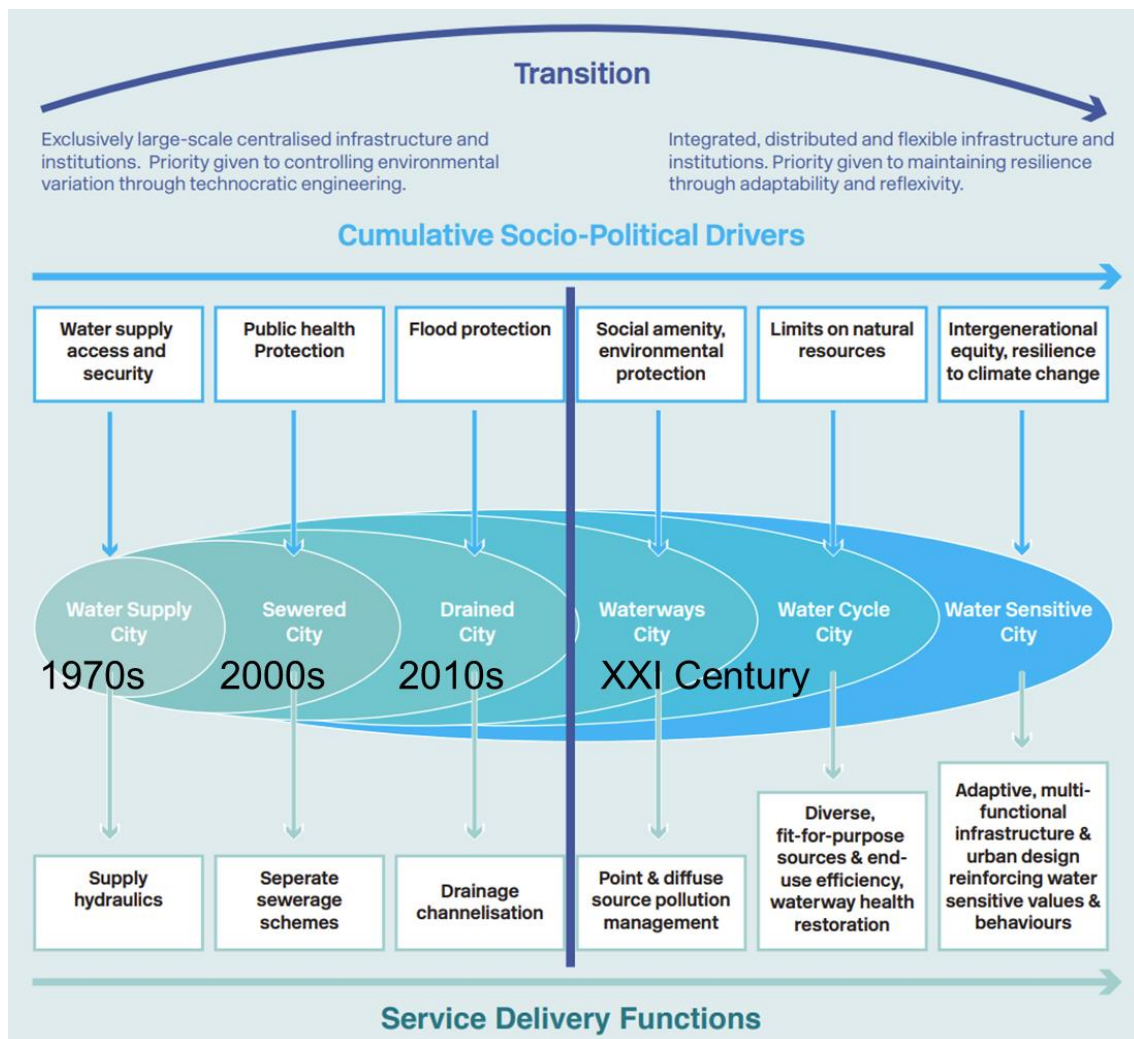 Transition
Exclusively large-scale centralised infrastructure and
institutions. Priority given to controlling environmental
variation through technocratic engineering.
Integrated, distributed and flexible infrastructure and
institutions. Priority given to maintaining resilience
through adaptability and reflexivity.
Cumulative Socio-Political Drivers
Water supply
access and
security
Public health
Protection
Flood protection
Social amenity,
environmental
protection
Limits on natural
resources
Intergenerational
equity, resilience
to climate change
Water Supply
City
Sewered
City
Drained
City
Waterways
City
Water Cycle
City
Water Sensitive
City
1970s
2000s
2010s
XXI Century
Supply
hydraulics
Seperate
sewerage
schemes
Drainage
channelisation
Point & diffuse
source pollution
management
Diverse,
fit-for-purpose
sources & end-
use efficiency,
waterway health
restoration
Adaptive, multi-
functional
infrastructure &
urban design
reinforcing water
sensitive values &
behaviours
Service Delivery Functions